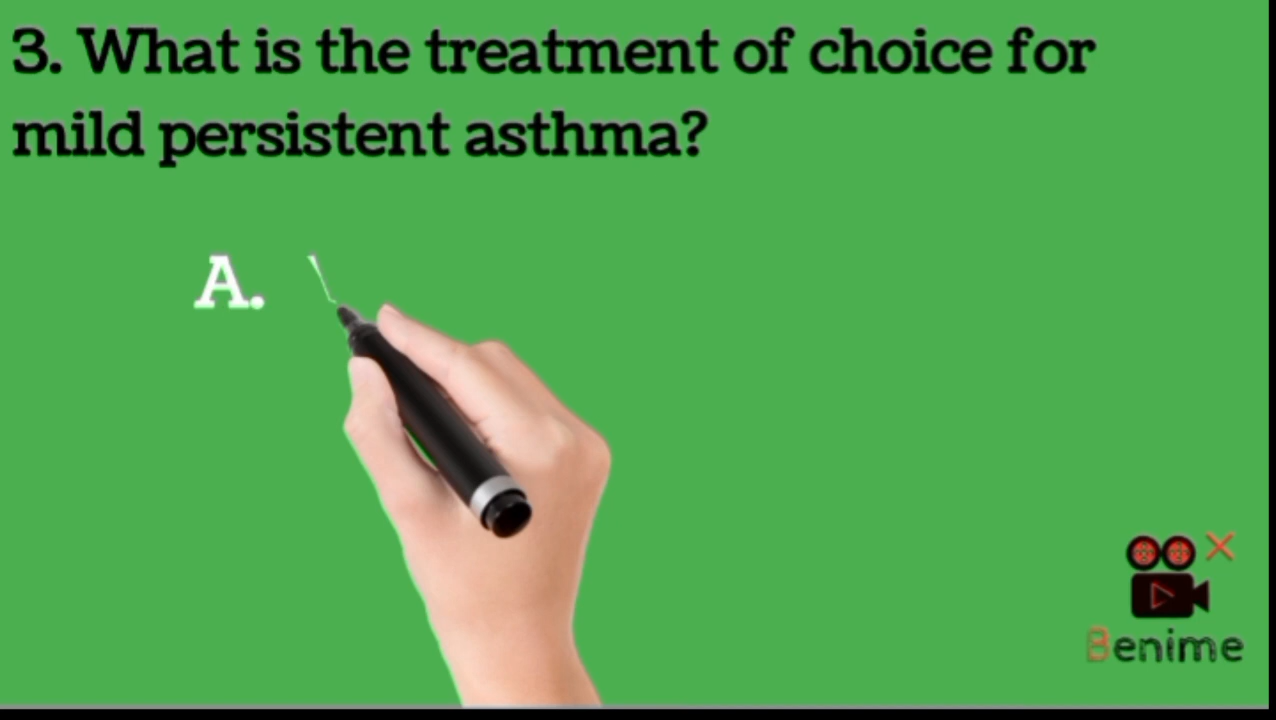 3. What is the treatment of choice for
mild persistent asthma?
A.
Benime